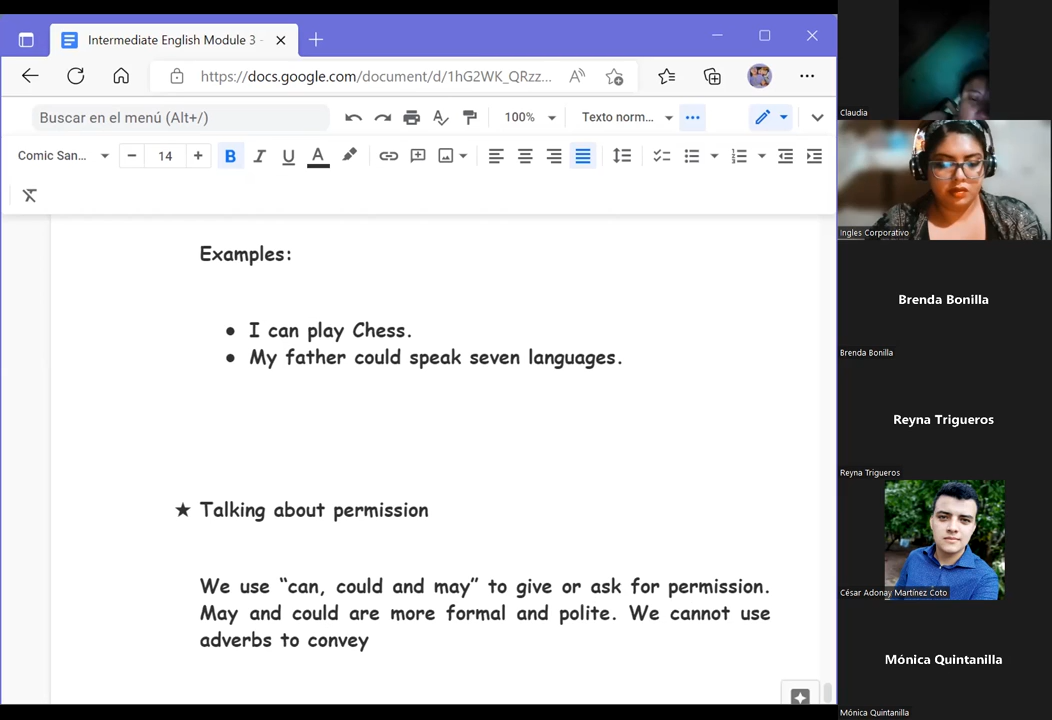 Intermediate English Module 3 -
https://docs.google.com/document/d/1hG2WK_QRzz...
Buscar en el menú (Alt+/)
100%
Texto norm...
Comic San...
14
B
I
U
A
Examples:
● I can play Chess.
● My father could speak seven languages.
★ Talking about permission
We use “can, could and may” to give or ask for permission.
May and could are more formal and polite. We cannot use
adverbs to convey
Claudia
Ingles Corporativo
Brenda Bonilla
Brenda Bonilla
Reyna Trigueros
Reyna Trigueros
César Adonay Martínez Coto
Mónica Quintanilla
Mónica Quintanilla